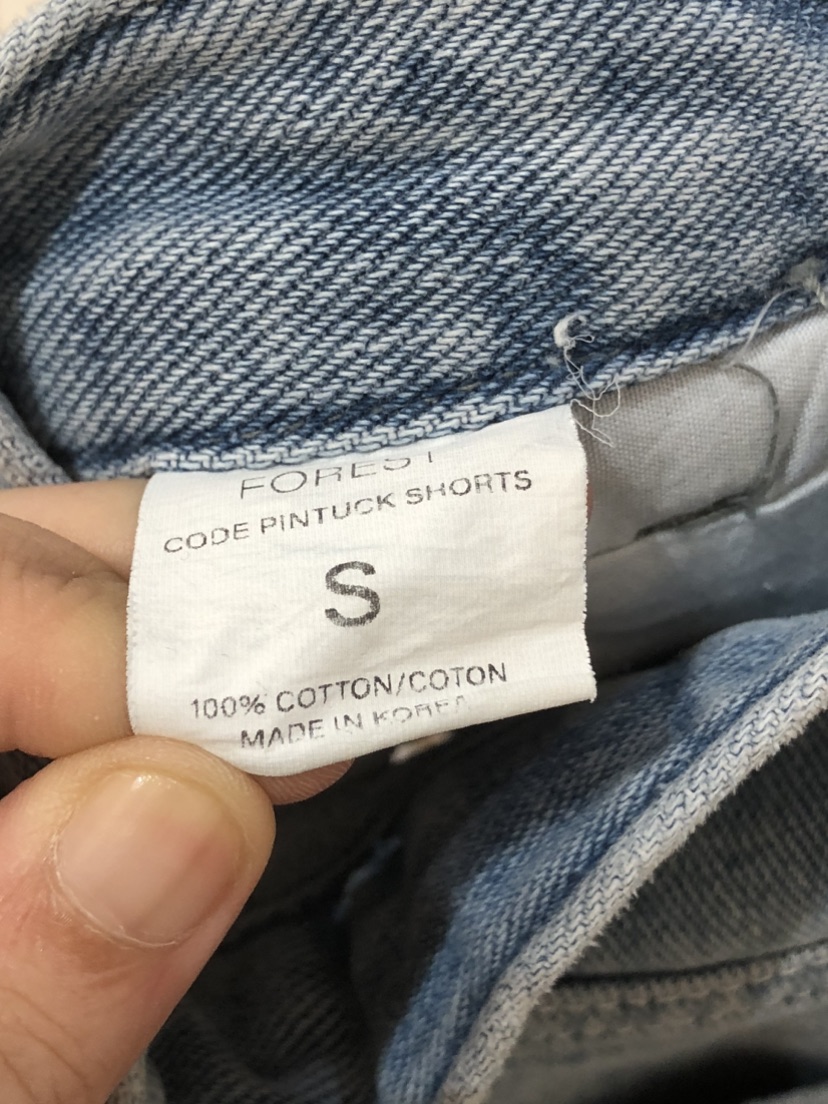 FOREST
CODE PINTUCK SHORTS
S
100% COTTON/COTON
MADE IN KOREA